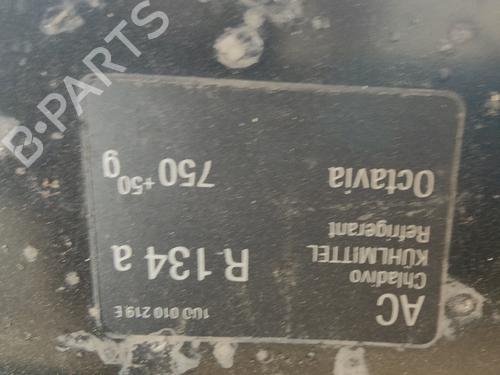 1U0 010 219 E
AC
Chladivo
KÜHLMITTEL
Refrigerant
R 134 a
Octavia
750 +50 g
B-PARTS